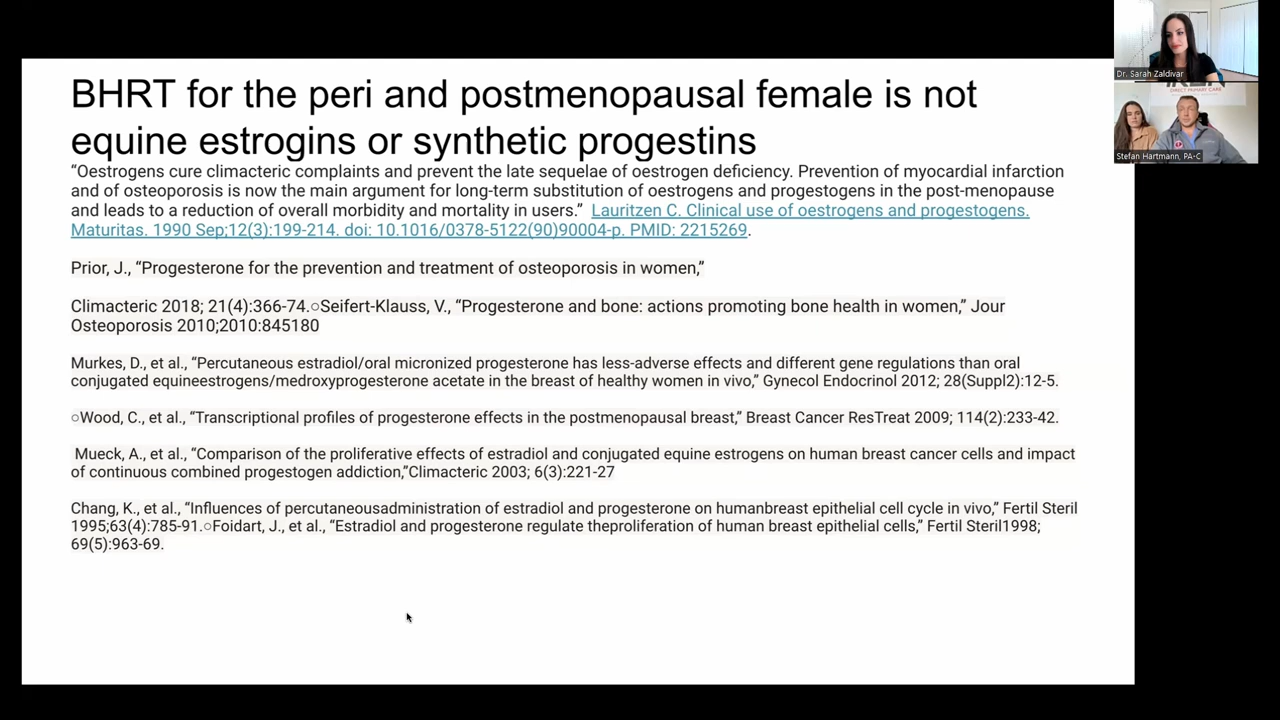 BHRT for the peri and postmenopausal female is not
equine estrogins or synthetic progestins
“Oestrogens cure climacteric complaints and prevent the late sequelae of oestrogen deficiency. Prevention of myocardial infarction
and of osteoporosis is now the main argument for long-term substitution of oestrogens and progestogens in the post-menopause
and leads to a reduction of overall morbidity and mortality in users.”  Lauritzen C. Clinical use of oestrogens and progestogens.
Maturitas. 1990 Sep;12(3):199-214. doi: 10.1016/0378-5122(90)90004-p. PMID: 2215269.
Prior, J., “Progesterone for the prevention and treatment of osteoporosis in women,”
Climacteric 2018; 21(4):366-74.○Seifert-Klauss, V., “Progesterone and bone: actions promoting bone health in women,” Jour
Osteoporosis 2010;2010:845180
Murkes, D., et al., “Percutaneous estradiol/oral micronized progesterone has less-adverse effects and different gene regulations than oral
conjugated equineestrogens/medroxyprogesterone acetate in the breast of healthy women in vivo,” Gynecol Endocrinol 2012; 28(Suppl2):12-5.
○Wood, C., et al., “Transcriptional profiles of progesterone effects in the postmenopausal breast,” Breast Cancer ResTreat 2009; 114(2):233-42.
Mueck, A., et al., “Comparison of the proliferative effects of estradiol and conjugated equine estrogens on human breast cancer cells and impact
of continuous combined progestogen addiction,”Climacteric 2003; 6(3):221-27
Chang, K., et al., “Influences of percutaneousadministration of estradiol and progesterone on humanbreast epithelial cell cycle in vivo,” Fertil Steril
1995;63(4):785-91.○Foidart, J., et al., “Estradiol and progesterone regulate theproliferation of human breast epithelial cells,” Fertil Steril1998;
69(5):963-69.
Dr. Sarah Zaldivar
DIRECT PRIMARY CARE
Stefan Hartmann, PA-C